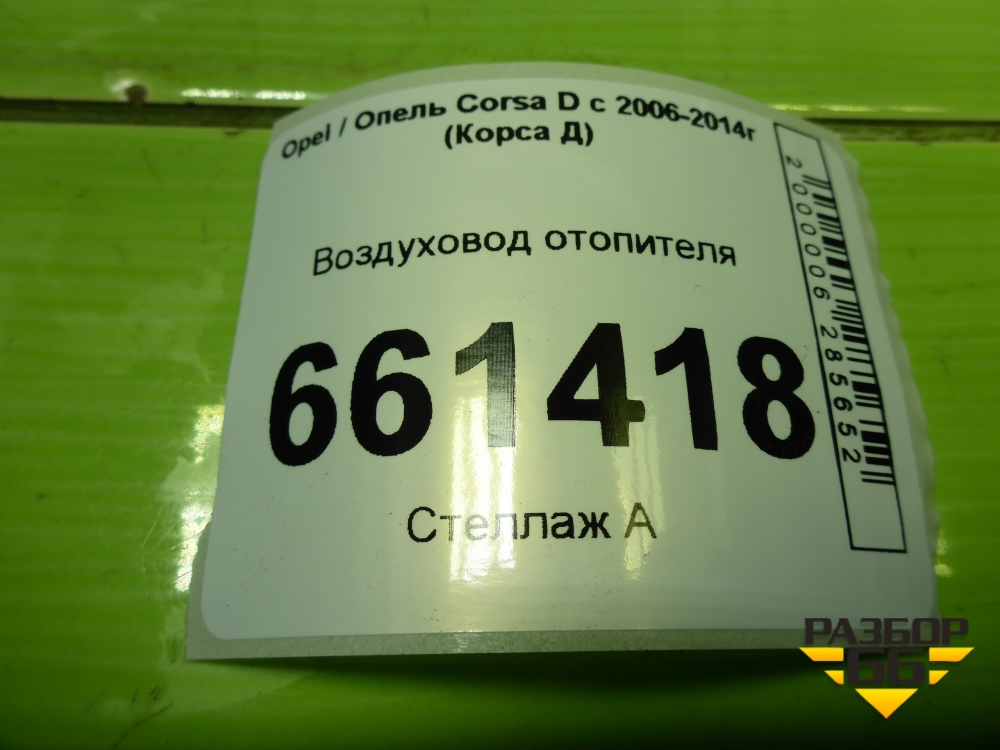 Opel / Опель Corsa D с 2006-2014г
(Корса Д)
Воздуховод отопителя
661418
Стеллаж А
2000006285652
РАЗБОР
66